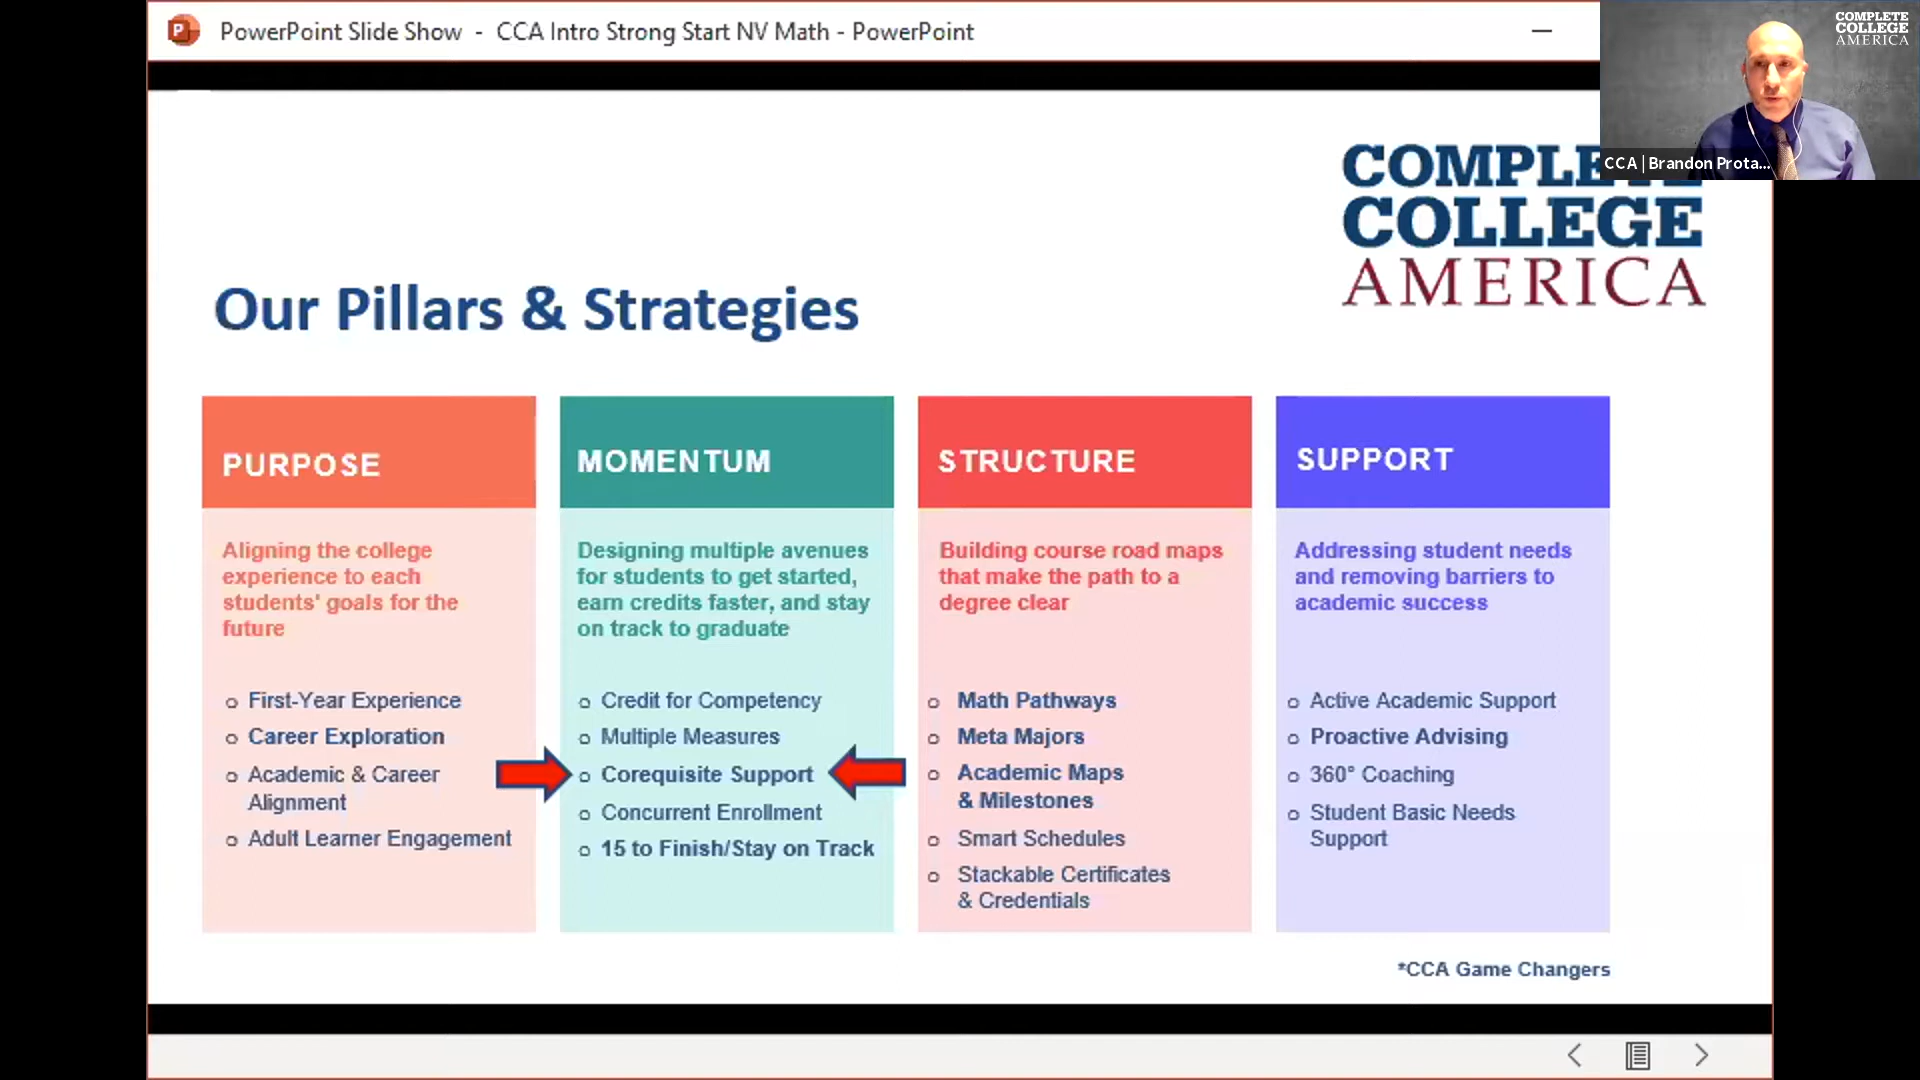 PowerPoint Slide Show - CCA Intro Strong Start NV Math - PowerPoint
COMPLETE
COLLEGE
AMERICA
CCA | Brandon Prota...
COMPLETE
COLLEGE
AMERICA
Our Pillars & Strategies
PURPOSE
Aligning the college
experience to each
students' goals for the
future
First-Year Experience
Career Exploration
Academic & Career
Alignment
Adult Learner Engagement
MOMENTUM
Designing multiple avenues
for students to get started,
earn credits faster, and stay
on track to graduate
Credit for Competency
Multiple Measures
Corequisite Support
Concurrent Enrollment
15 to Finish/Stay on Track
STRUCTURE
Building course road maps
that make the path to a
degree clear
Math Pathways
Meta Majors
Academic Maps
& Milestones
Smart Schedules
Stackable Certificates
& Credentials
SUPPORT
Addressing student needs
and removing barriers to
academic success
Active Academic Support
Proactive Advising
360° Coaching
Student Basic Needs
Support
*CCA Game Changers